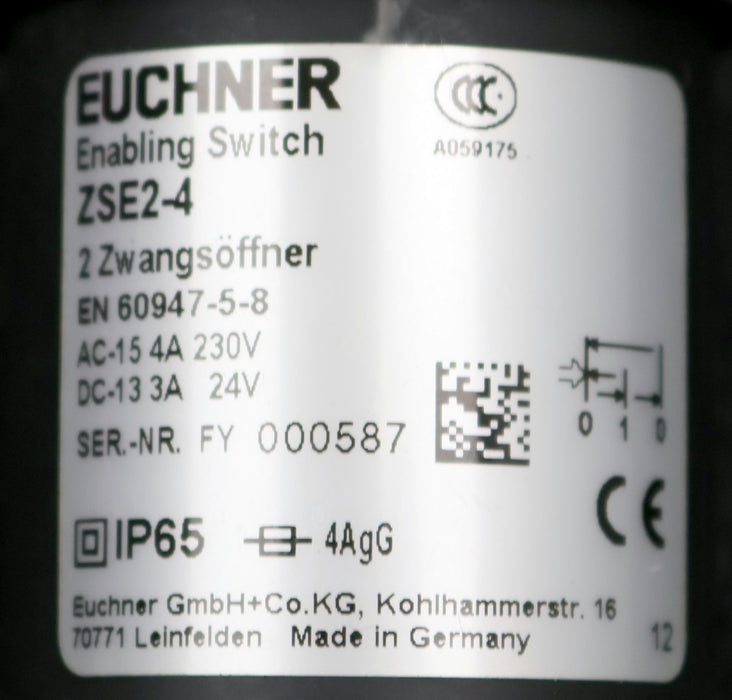 EUCHNER
Enabling Switch
A059175
ZSE2-4
2 Zwangsöffner
EN 60947-5-8
AC-15 4A 230V
DC-13 3A 24V
SER.-NR. FY 000587
0 1 0
IP65 4AgG
CE
Euchner GmbH+Co.KG, Kohlhammerstr. 16
70771 Leinfelden Made in Germany 12